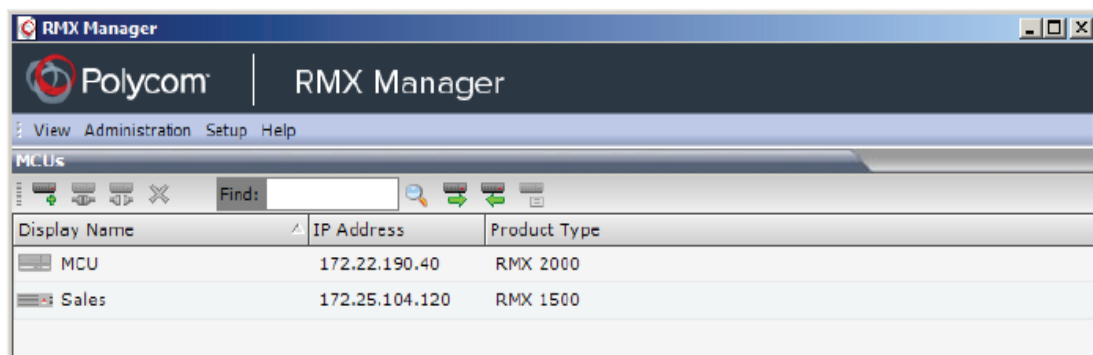 RMX Manager
Polycom RMX Manager
View Administration Setup Help
MCUs
Find:
Display Name IP Address Product Type
MCU 172.22.190.40 RMX 2000
Sales 172.25.104.120 RMX 1500